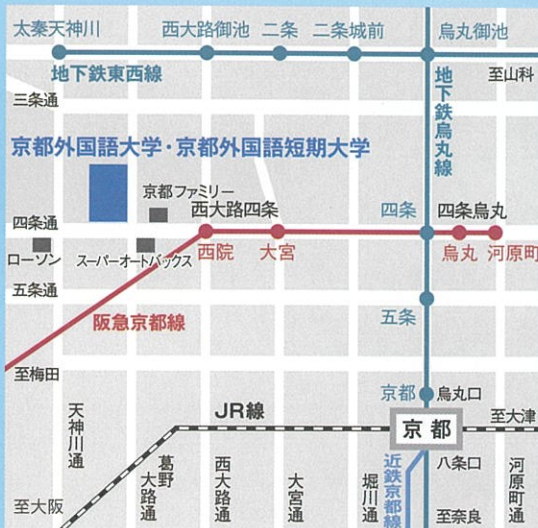 太秦天神川
西大路御池
二条
二条城前
烏丸御池
地下鉄東西線
地下鉄烏丸線
至山科
三条通
京都外国語大学・京都外国語短期大学
京都ファミリー
西大路四条
四条
四条烏丸
四条通
ローソン
スーパーオートバックス
西院
大宮
烏丸
河原町
五条通
五条
阪急京都線
至梅田
京都
烏丸口
JR線
京都
至大津
天神川通
葛野大路通
西大路通
大宮通
堀川通
近鉄京都線
八条口
河原町通
至大阪
至奈良